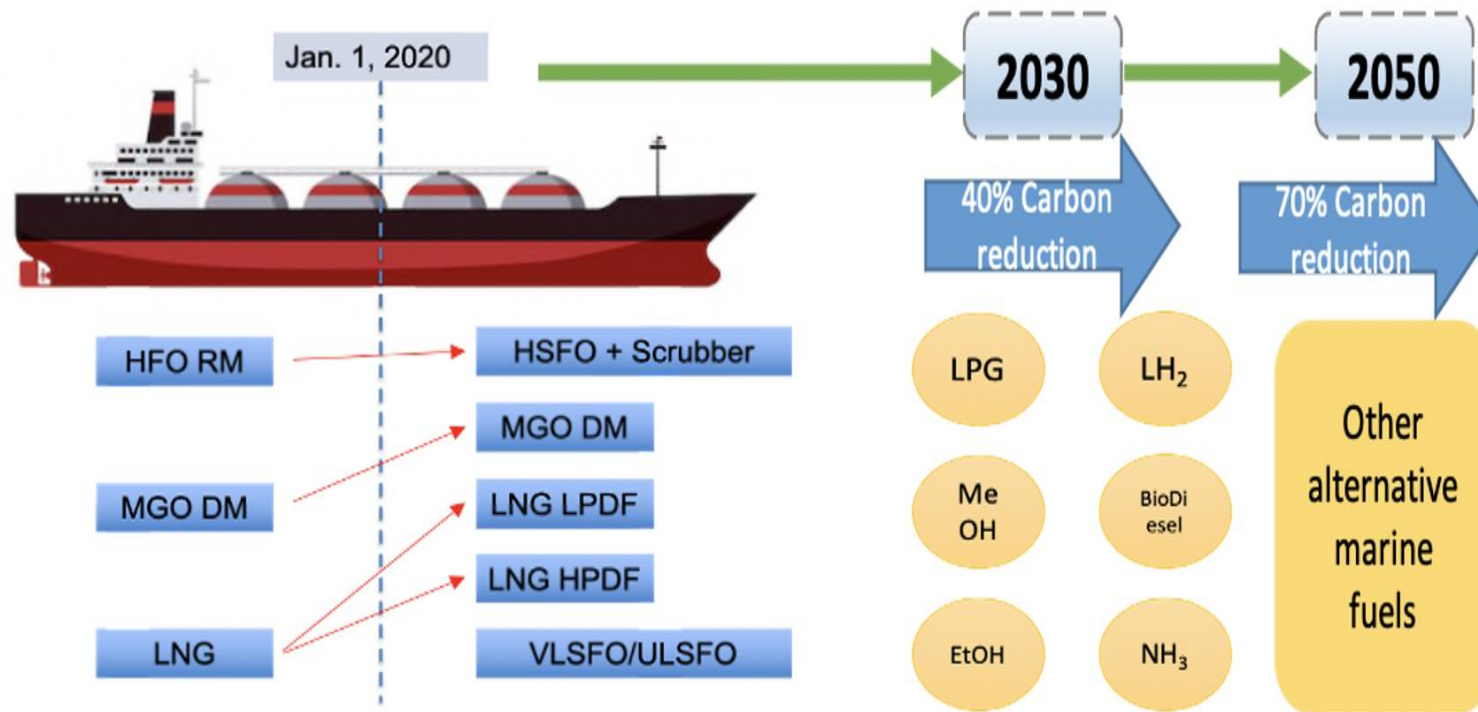 Jan. 1, 2020
2030
2050
40% Carbon
reduction
70% Carbon
reduction
HFO RM
MGO DM
LNG
HSFO + Scrubber
MGO DM
LNG LPDF
LNG HPDF
VLSFO/ULSFO
LPG
LH₂
Me
OH
BioDi
esel
EtOH
NH₃
Other
alternative
marine
fuels